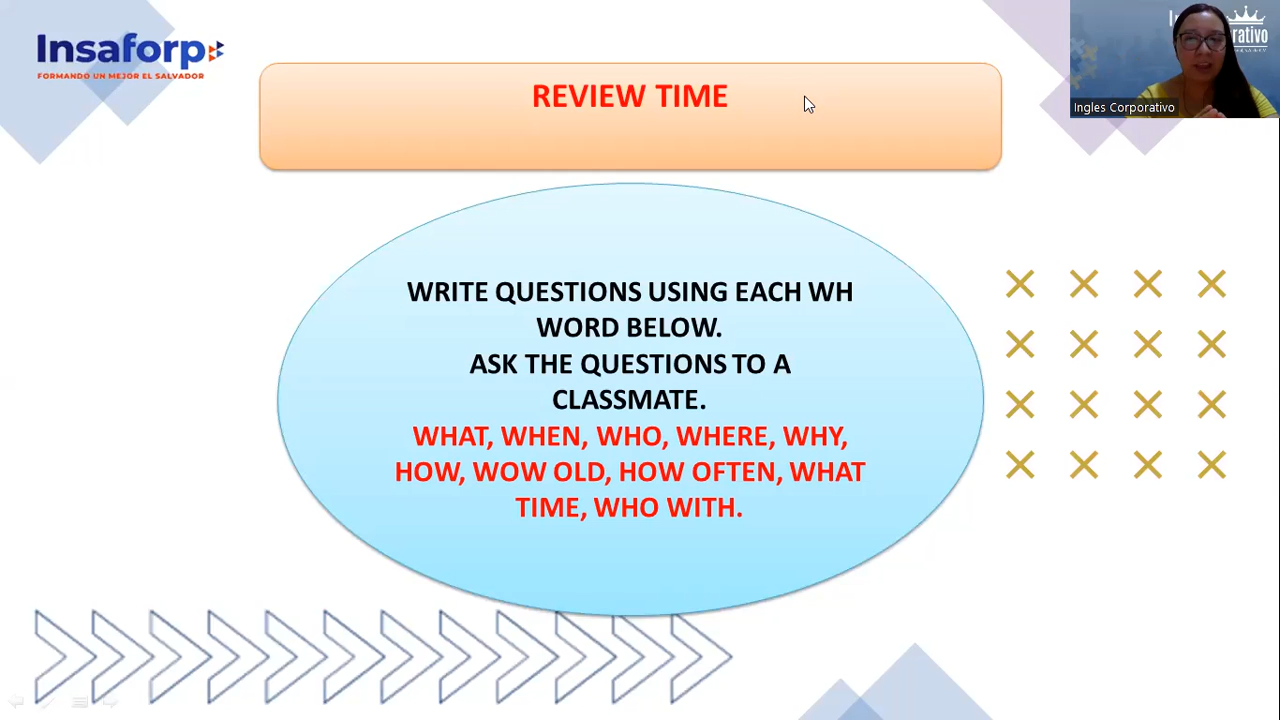 Insaforp
FORMANDO UN MEJOR EL SALVADOR
REVIEW TIME
Ingles Corporativo
WRITE QUESTIONS USING EACH WH
WORD BELOW.
ASK THE QUESTIONS TO A
CLASSMATE.
WHAT, WHEN, WHO, WHERE, WHY,
HOW, WOW OLD, HOW OFTEN, WHAT
TIME, WHO WITH.